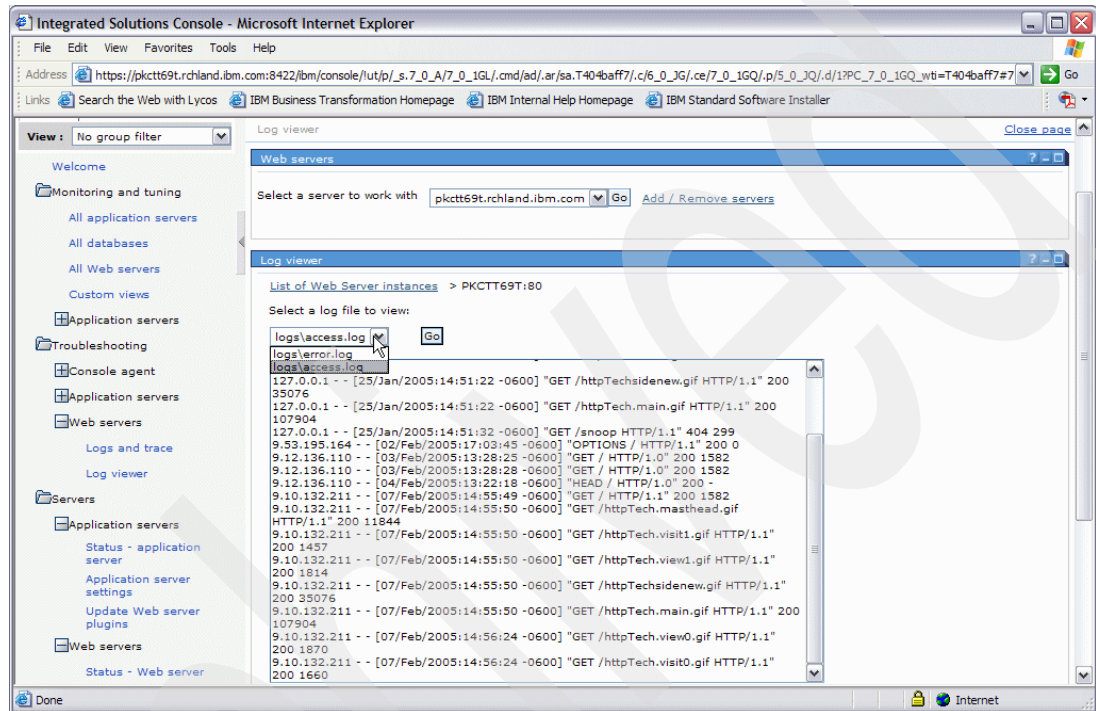 Integrated Solutions Console - Microsoft Internet Explorer
File Edit View Favorites Tools Help
Address https://pkctt69t.rchland.ibm.com:8422/ibm/console/!ut/p/_s.7_0_A/7_0_1GL/.cmd/ad/.ar/sa.T404baff7/.c/6_0_JG/.ce/7_0_1GQ/.p/5_0_JQ/.d/1?PC_7_0_1GQ_wti=T404baff7#7 Go
Links Search the Web with Lycos IBM Business Transformation Homepage IBM Internal Help Homepage IBM Standard Software Installer
View : No group filter
Welcome
Monitoring and tuning
All application servers
All databases
All Web servers
Custom views
Application servers
Troubleshooting
Console agent
Application servers
Web servers
Logs and trace
Log viewer
Servers
Application servers
Status - application
server
Application server
settings
Update Web server
plugins
Web servers
Status - Web server
Log viewer Close page
Web servers
Select a server to work with pkctt69t.rchland.ibm.com Go Add / Remove servers
Log viewer
List of Web Server instances > PKCTT69T:80
Select a log file to view:
logs\access.log Go
logs\error.log
logs\access.log
127.0.0.1 - - [25/Jan/2005:14:51:22 -0600] "GET /httpTechsidenew.gif HTTP/1.1" 200
35076
127.0.0.1 - - [25/Jan/2005:14:51:22 -0600] "GET /httpTech.main.gif HTTP/1.1" 200
107904
127.0.0.1 - - [25/Jan/2005:14:51:32 -0600] "GET /snoop HTTP/1.1" 404 299
9.53.195.164 - - [02/Feb/2005:17:03:45 -0600] "OPTIONS / HTTP/1.1" 200 0
9.12.136.110 - - [03/Feb/2005:13:28:25 -0600] "GET / HTTP/1.0" 200 1582
9.12.136.110 - - [03/Feb/2005:13:28:28 -0600] "GET / HTTP/1.0" 200 1582
9.12.136.110 - - [04/Feb/2005:13:22:18 -0600] "HEAD / HTTP/1.0" 200 -
9.10.132.211 - - [07/Feb/2005:14:55:49 -0600] "GET / HTTP/1.1" 200 1582
9.10.132.211 - - [07/Feb/2005:14:55:50 -0600] "GET /httpTech.masthead.gif
HTTP/1.1" 200 11844
9.10.132.211 - - [07/Feb/2005:14:55:50 -0600] "GET /httpTech.visit1.gif HTTP/1.1"
200 1457
9.10.132.211 - - [07/Feb/2005:14:55:50 -0600] "GET /httpTech.view1.gif HTTP/1.1"
200 1814
9.10.132.211 - - [07/Feb/2005:14:55:50 -0600] "GET /httpTechsidenew.gif HTTP/1.1"
200 35076
9.10.132.211 - - [07/Feb/2005:14:55:50 -0600] "GET /httpTech.main.gif HTTP/1.1" 200
107904
9.10.132.211 - - [07/Feb/2005:14:56:24 -0600] "GET /httpTech.view0.gif HTTP/1.1"
200 1870
9.10.132.211 - - [07/Feb/2005:14:56:24 -0600] "GET /httpTech.visit0.gif HTTP/1.1"
200 1660
Done Internet